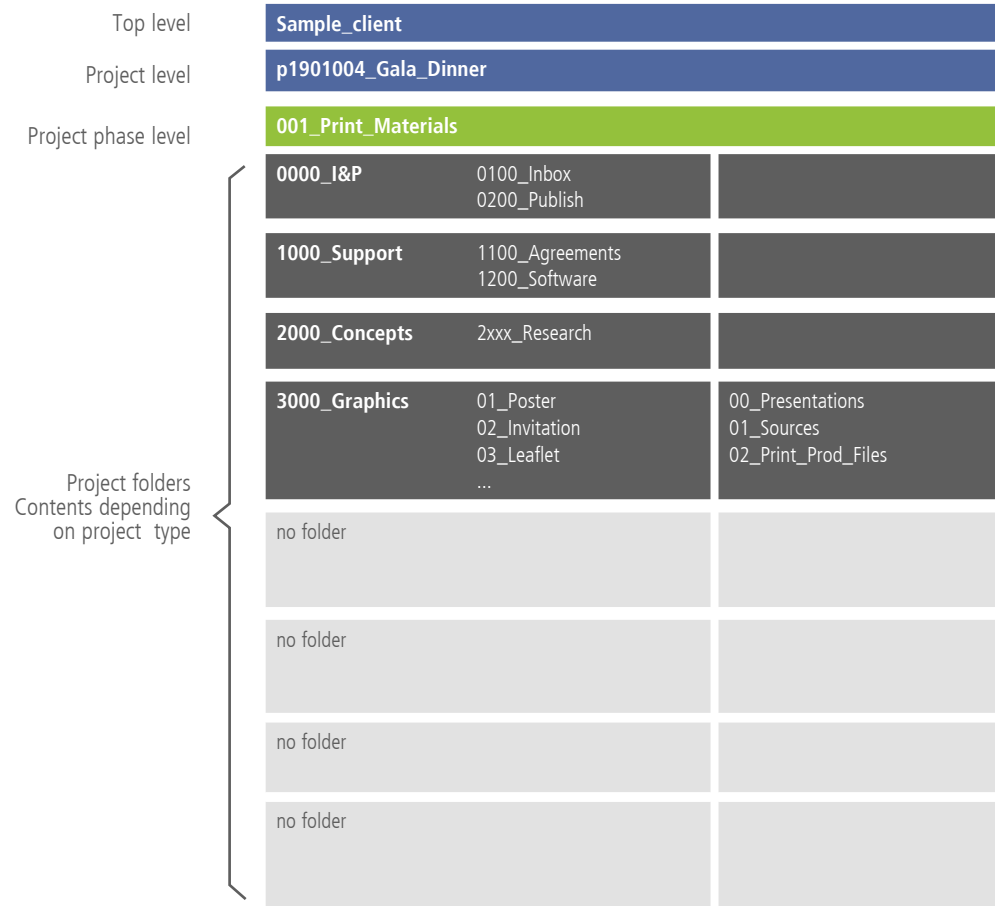 Top level
Sample_client
Project level
p1901004_Gala_Dinner
Project phase level
001_Print_Materials
0000_I&P
0100_Inbox
0200_Publish
1000_Support
1100_Agreements
1200_Software
2000_Concepts
2xxx_Research
3000_Graphics
01_Poster
02_Invitation
03_Leaflet
...
00_Presentations
01_Sources
02_Print_Prod_Files
Project folders
Contents depending
on project type
no folder
no folder
no folder
no folder